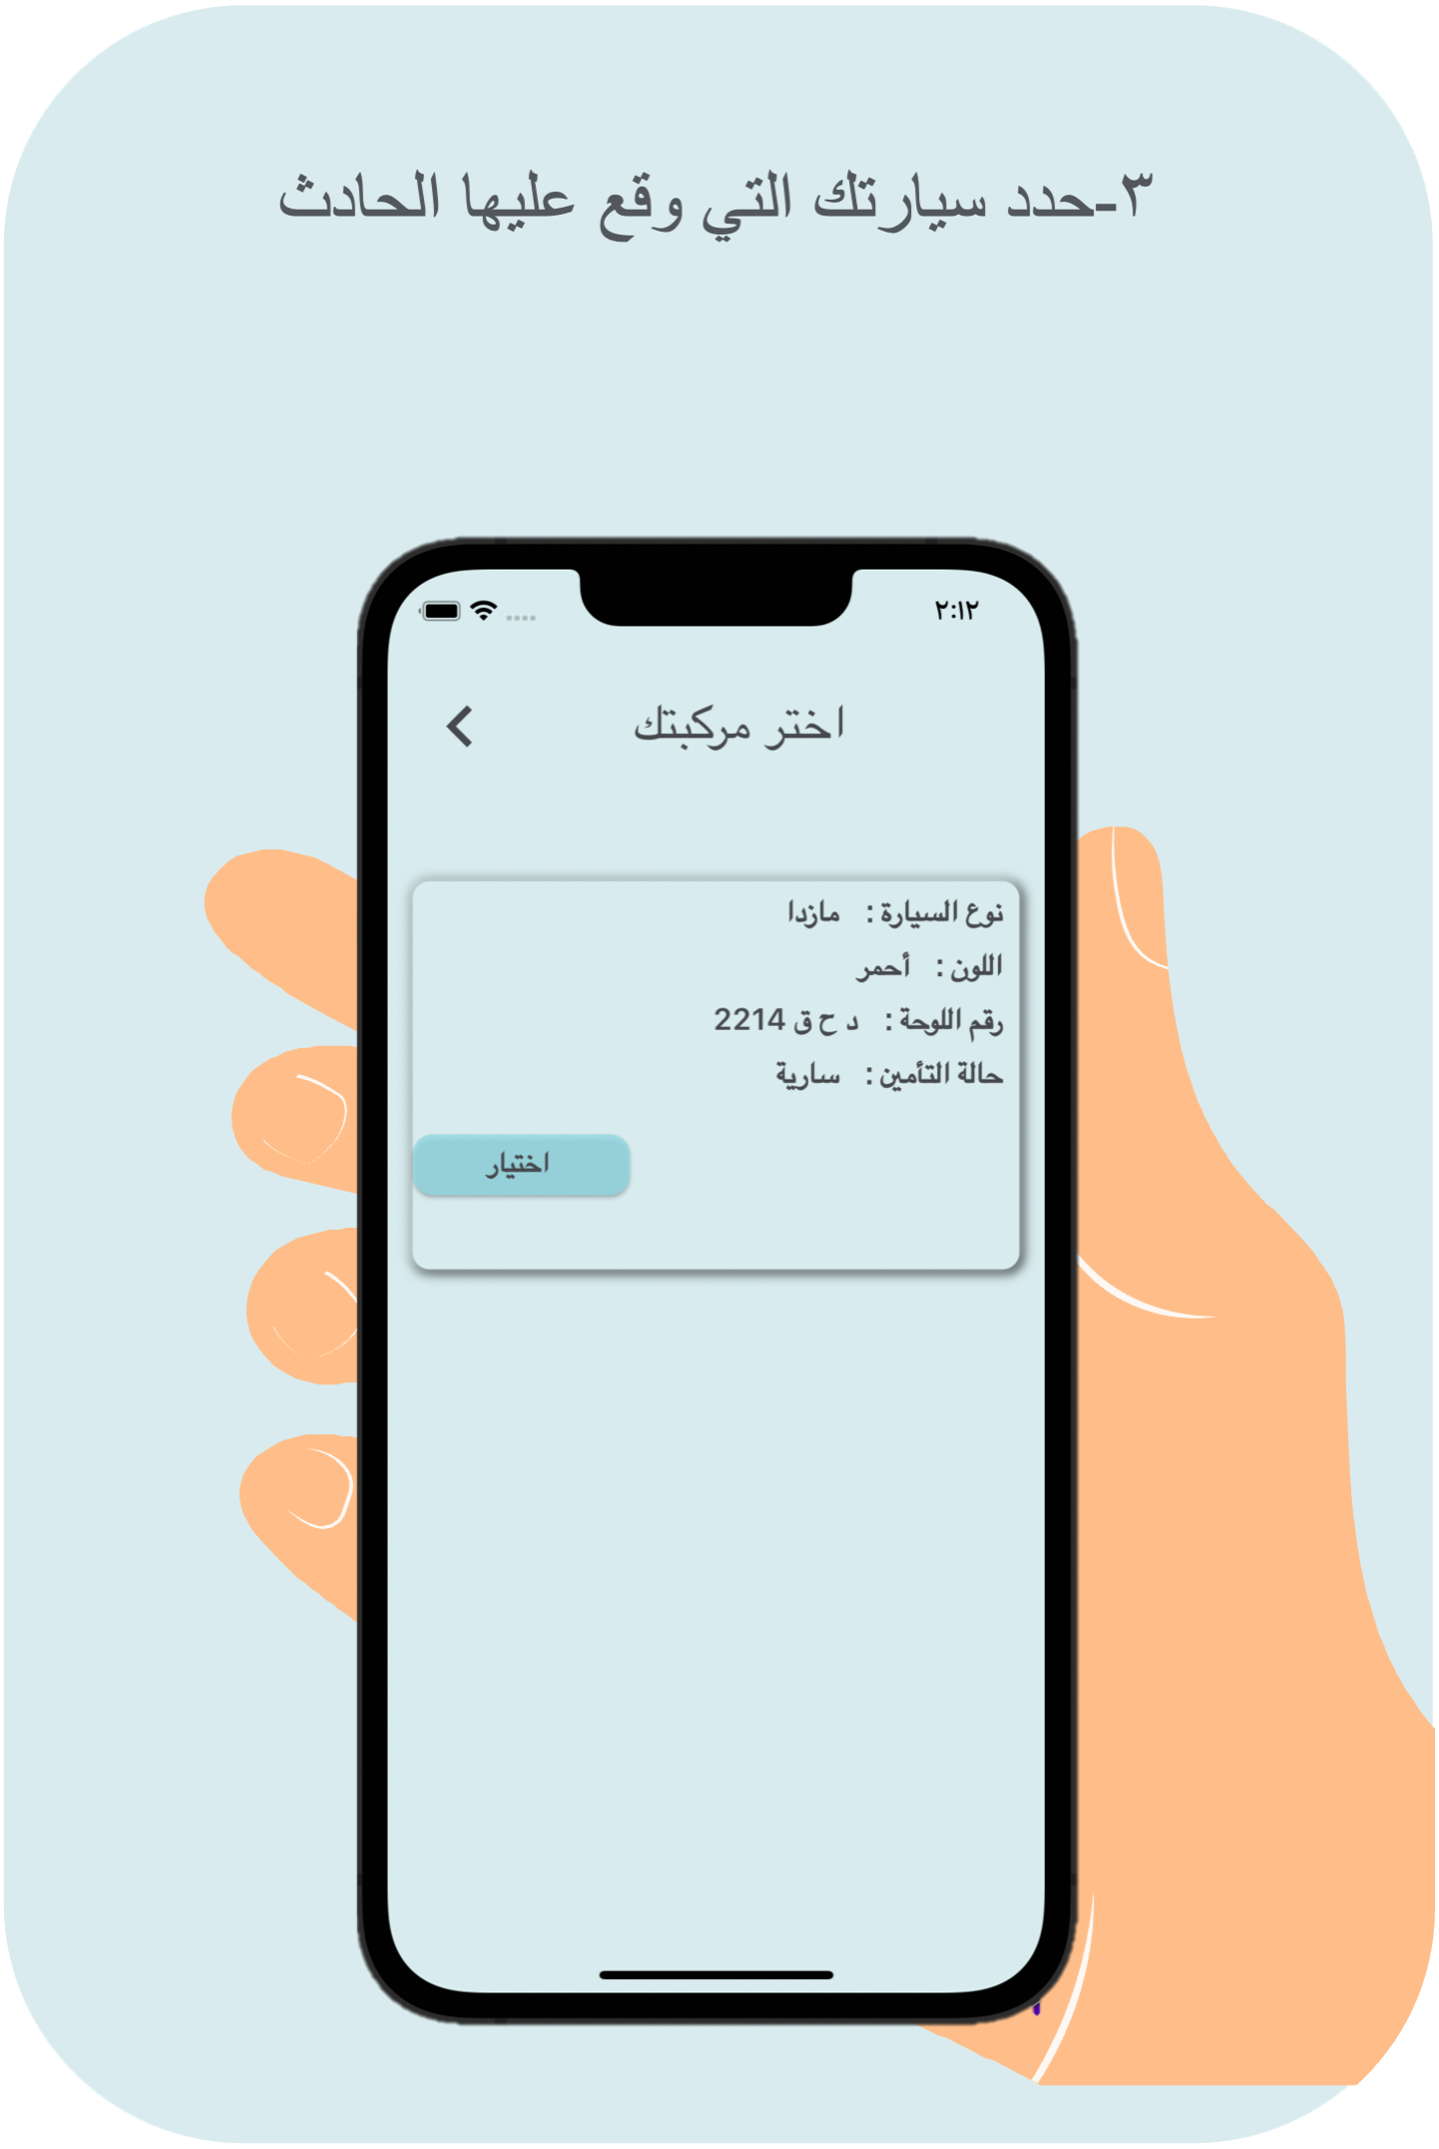 ٣-حدد سيارتك التي وقع عليها الحادث
٢:١٢
اختر مركبتك
نوع السيارة : مازدا
اللون : أحمر
رقم اللوحة : د ح ق 2214
حالة التأمين : سارية
اختيار